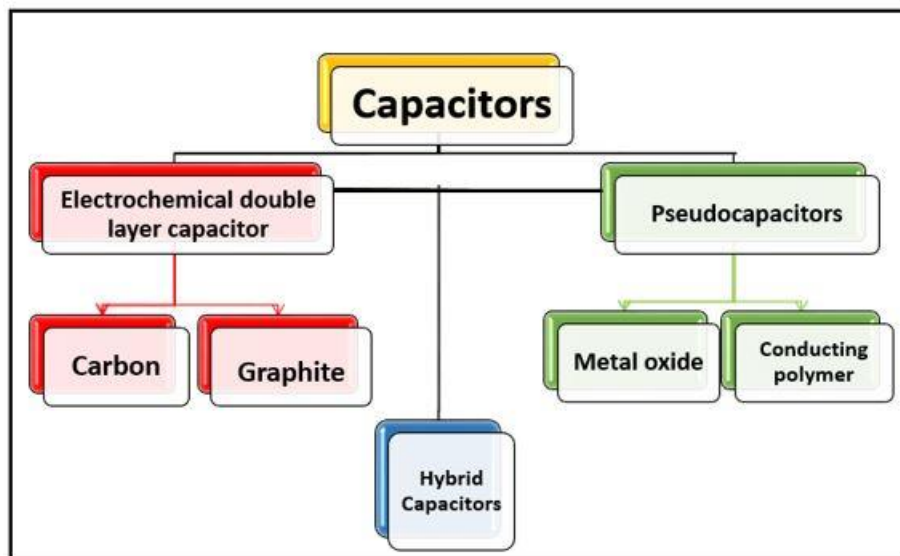 Capacitors
Electrochemical double
layer capacitor
Pseudocapacitors
Carbon
Graphite
Metal oxide
Conducting
polymer
Hybrid
Capacitors